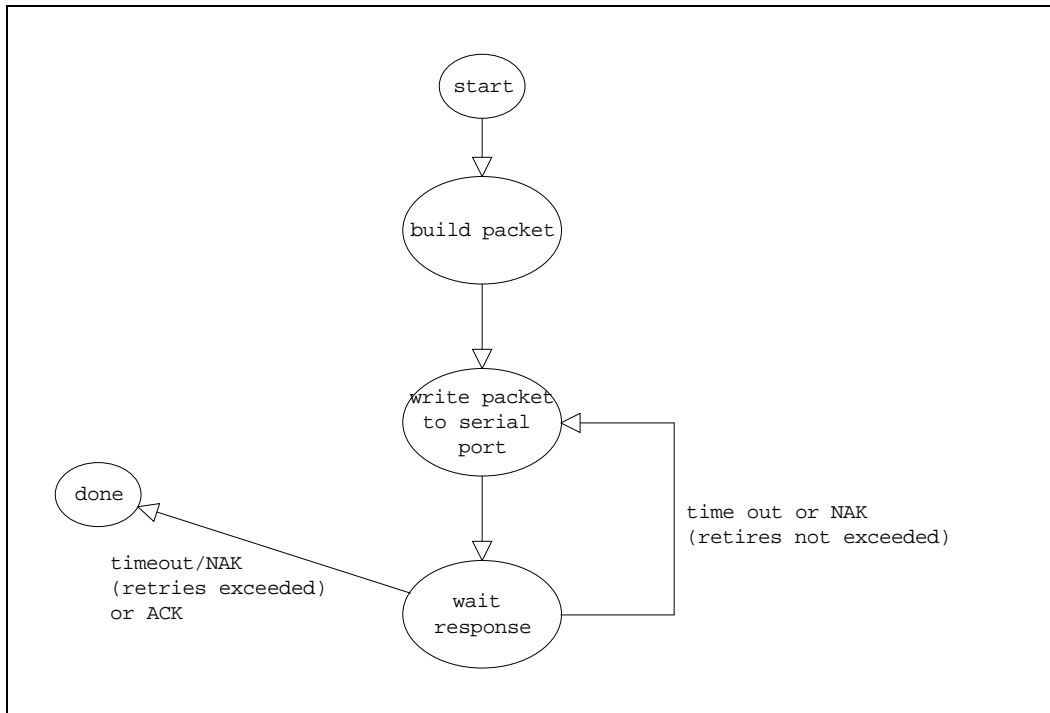 start
build packet
write packet
to serial
port
done
time out or NAK
(retires not exceeded)
timeout/NAK
(retries exceeded)
or ACK
wait
response